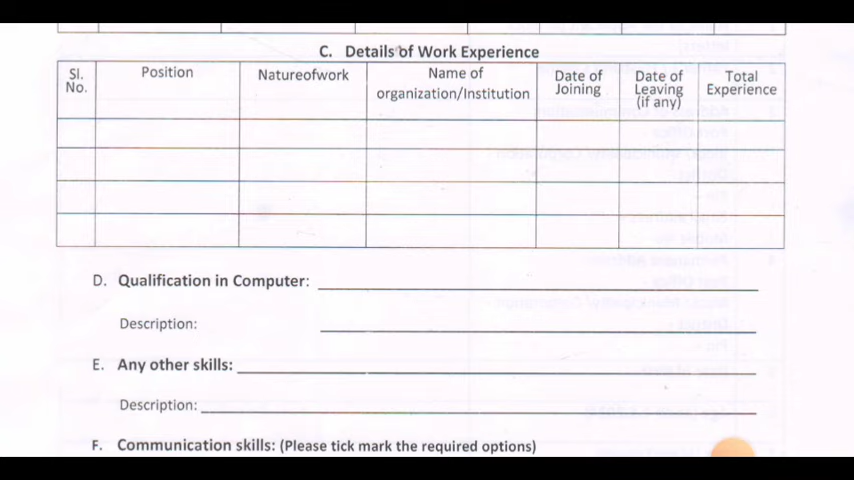 C. Details of Work Experience
Sl. No. Position Natureofwork Name of organization/Institution Date of Joining Date of Leaving (if any) Total Experience
D. Qualification in Computer:
Description:
E. Any other skills:
Description:
F. Communication skills: (Please tick mark the required options)